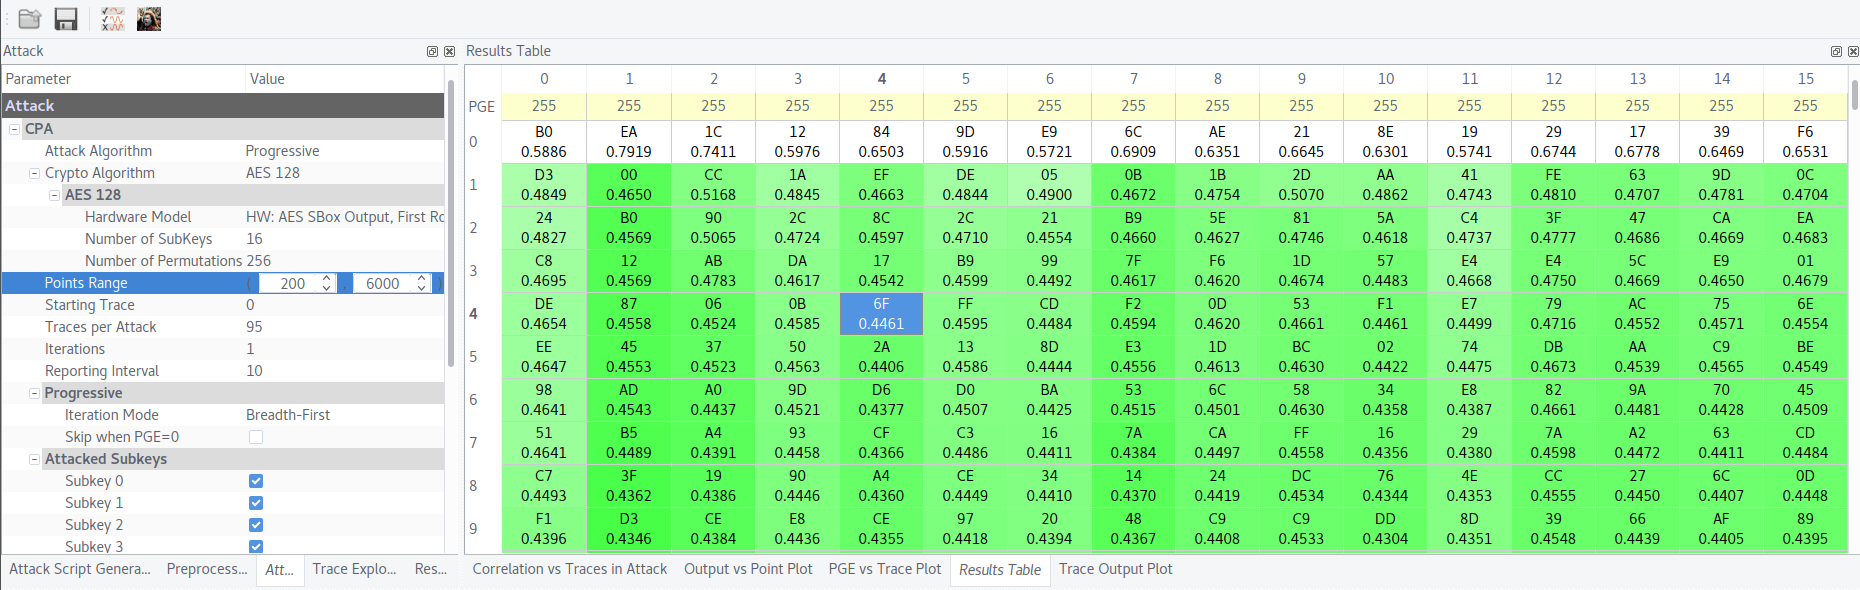 Attack
Results Table
Parameter Value
Attack
CPA
Attack Algorithm Progressive
Crypto Algorithm AES 128
AES 128
Hardware Model HW: AES SBox Output, First Ro
Number of SubKeys 16
Number of Permutations 256
Points Range ( 200 , 6000 )
Starting Trace 0
Traces per Attack 95
Iterations 1
Reporting Interval 10
Progressive
Iteration Mode Breadth-First
Skip when PGE=0
Attacked Subkeys
Subkey 0
Subkey 1
Subkey 2
Subkey 3
Attack Script Genera... Preprocess... Att... Trace Explo... Res...
0 1 2 3 4 5 6 7 8 9 10 11 12 13 14 15
PGE 255 255 255 255 255 255 255 255 255 255 255 255 255 255 255 255
0 B0 EA 1C 12 84 9D E9 6C AE 21 8E 19 29 17 39 F6
0.5886 0.7919 0.7411 0.5976 0.6503 0.5916 0.5721 0.6909 0.6351 0.6645 0.6301 0.5741 0.6744 0.6778 0.6469 0.6531
1 D3 00 CC 1A EF DE 05 0B 1B 2D AA 41 FE 63 9D 0C
0.4849 0.4650 0.5168 0.4845 0.4663 0.4844 0.4900 0.4672 0.4754 0.5070 0.4862 0.4743 0.4810 0.4707 0.4781 0.4704
2 24 B0 90 2C 8C 2C 21 B9 5E 81 5A C4 3F 47 CA EA
0.4827 0.4569 0.5065 0.4724 0.4597 0.4710 0.4554 0.4660 0.4627 0.4746 0.4618 0.4737 0.4777 0.4686 0.4669 0.4683
3 C8 12 AB DA 17 B9 99 7F F6 1D 57 E4 E4 5C E9 01
0.4695 0.4569 0.4783 0.4617 0.4542 0.4599 0.4492 0.4617 0.4620 0.4674 0.4483 0.4668 0.4750 0.4553 0.4650 0.4679
4 DE 87 06 0B 6F FF CD F2 0D 53 F1 E7 79 AC 75 6E
0.4654 0.4558 0.4524 0.4585 0.4461 0.4595 0.4484 0.4594 0.4620 0.4661 0.4461 0.4499 0.4716 0.4552 0.4571 0.4554
5 EE 45 37 50 2A 13 8D E3 1D BC 02 74 DB AA C9 BE
0.4647 0.4553 0.4523 0.4563 0.4406 0.4586 0.4444 0.4556 0.4613 0.4630 0.4422 0.4475 0.4673 0.4539 0.4565 0.4549
6 98 AD A0 9D D6 D0 BA 53 6C 58 34 E8 82 9A 70 45
0.4641 0.4543 0.4437 0.4521 0.4377 0.4507 0.4425 0.4515 0.4501 0.4630 0.4358 0.4387 0.4661 0.4481 0.4428 0.4509
7 51 B5 A4 93 CF C3 16 7A CA FF 16 29 7A A2 63 CD
0.4641 0.4489 0.4391 0.4507 0.4366 0.4486 0.4411 0.4384 0.4497 0.4558 0.4356 0.4380 0.4598 0.4472 0.4411 0.4484
8 C7 3F 19 90 A4 CE 34 14 24 DC 76 4E CC 27 6C 0D
0.4493 0.4362 0.4386 0.4446 0.4360 0.4449 0.4410 0.4370 0.4419 0.4534 0.4344 0.4353 0.4555 0.4450 0.4407 0.4448
9 F1 D3 CE E8 CE 97 20 48 C9 C9 DD 8D 39 66 AF 89
0.4396 0.4346 0.4384 0.4436 0.4355 0.4418 0.4394 0.4367 0.4408 0.4533 0.4304 0.4351 0.4548 0.4439 0.4405 0.4395
Correlation vs Traces in Attack Output vs Point Plot PGE vs Trace Plot Results Table Trace Output Plot